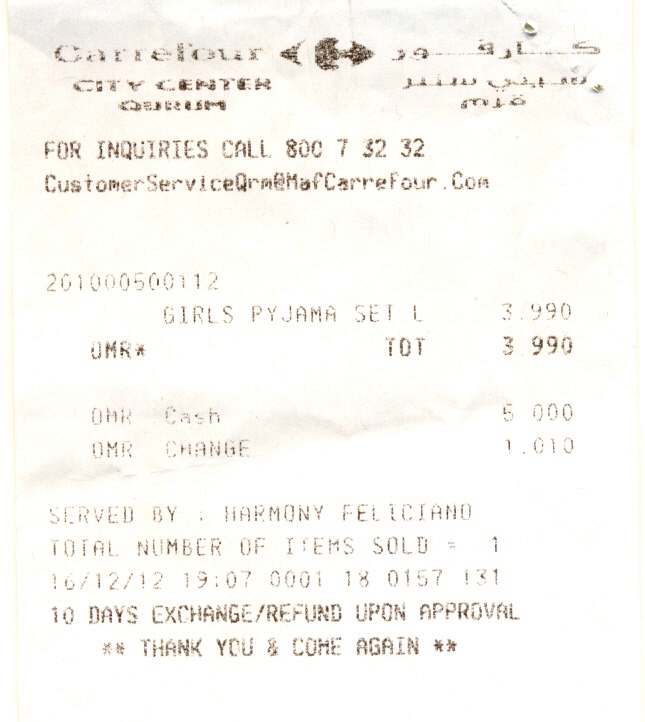 Carrefour كارفور
CITY CENTER سيتي سنتر
QURUM قرم
FOR INQUIRIES CALL 800 7 32 32
CustomerServiceQrm@MafCarrefour.Com
201000500112
GIRLS PYJAMA SET L 3.990
OMR* TOT 3.990
OMR Cash 5.000
OMR CHANGE 1.010
SERVED BY : HARMONY FELICIANO
TOTAL NUMBER OF ITEMS SOLD = 1
16/12/12 19:07 0001 18 0157 131
10 DAYS EXCHANGE/REFUND UPON APPROVAL
** THANK YOU & COME AGAIN **